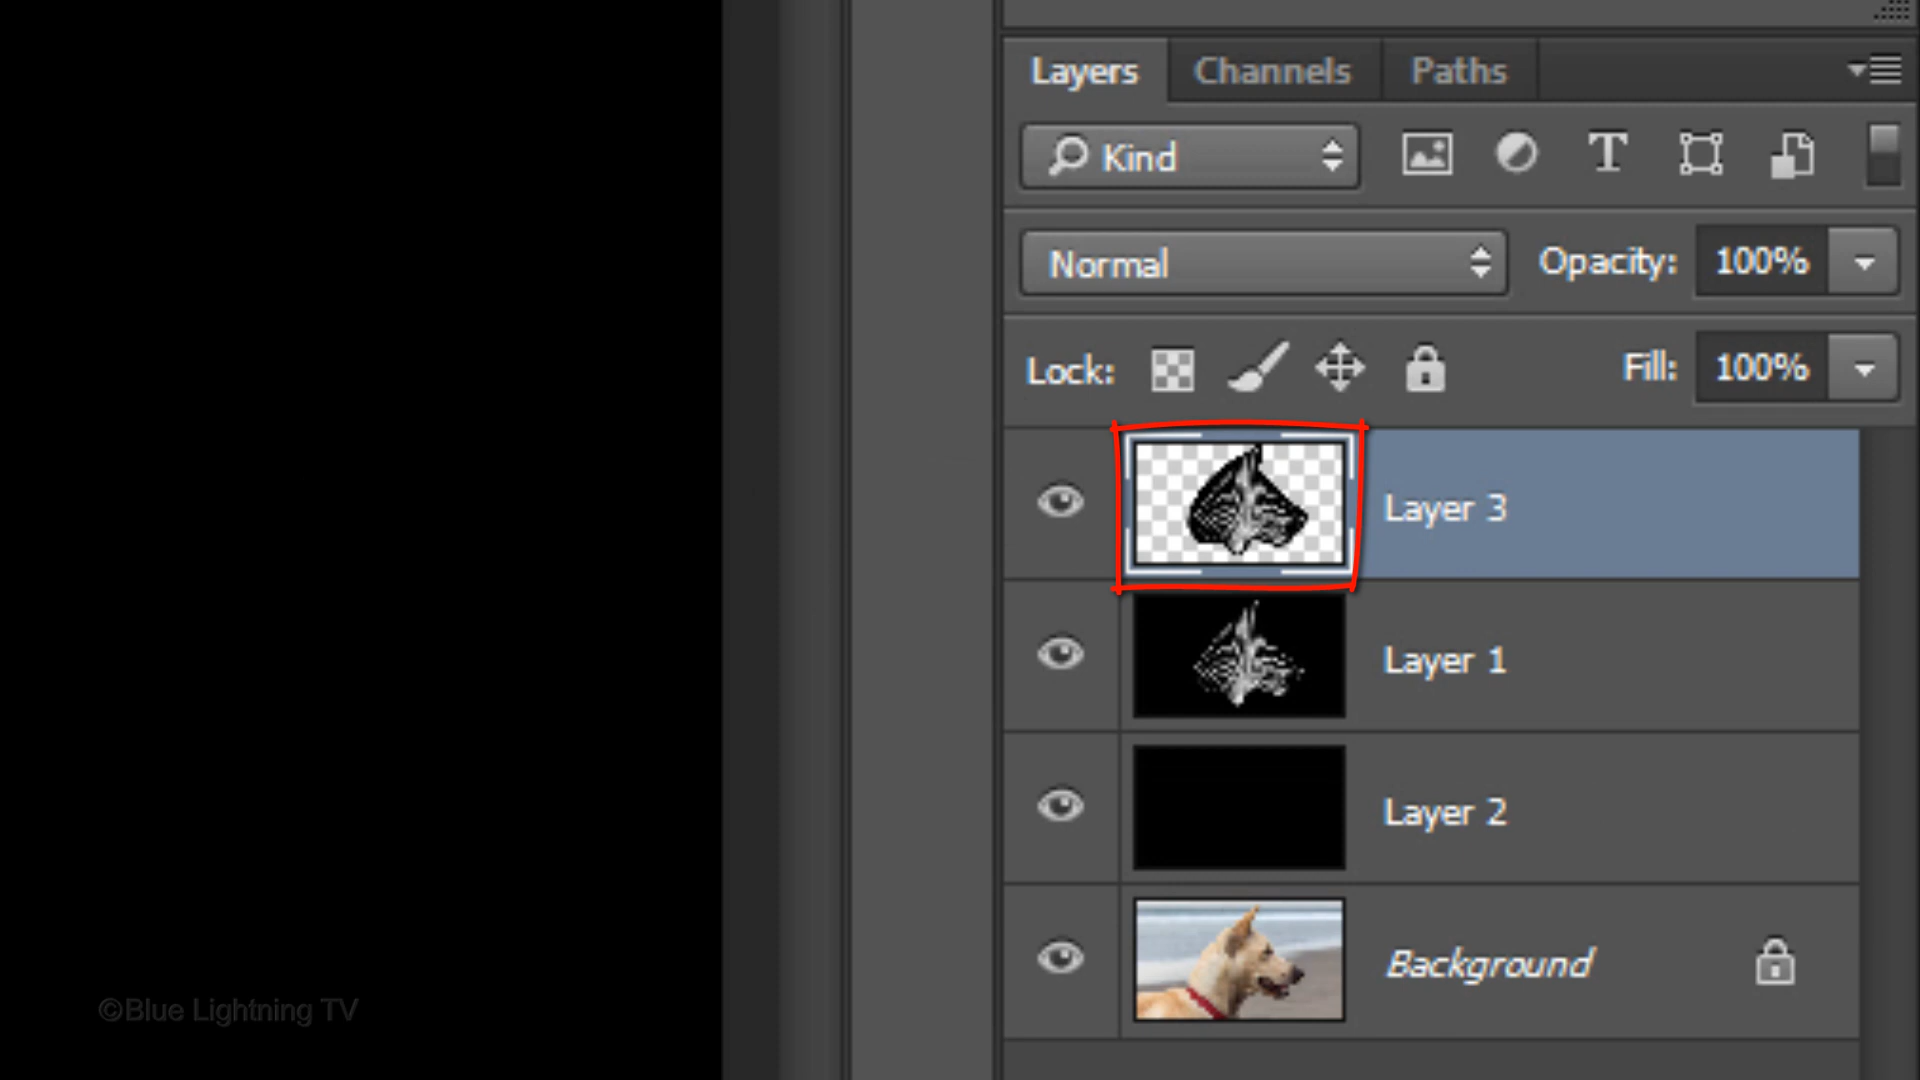 Layers Channels Paths
Kind T
Normal Opacity: 100%
Lock: Fill: 100%
Layer 3
Layer 1
Layer 2
Background
©Blue Lightning TV